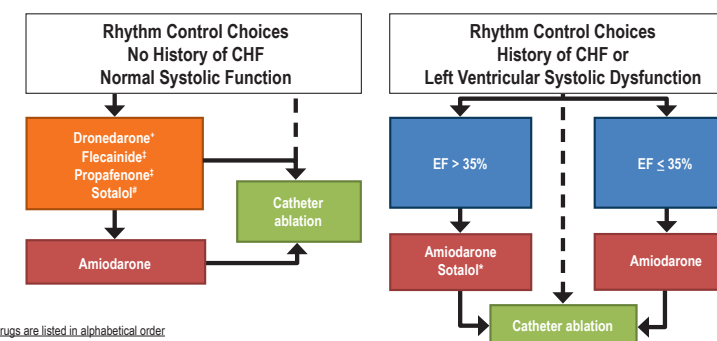 Rhythm Control Choices
No History of CHF
Normal Systolic Function
Dronedarone⁺
Flecainide‡
Propafenone‡
Sotalol#
Catheter
ablation
Amiodarone
Rhythm Control Choices
History of CHF or
Left Ventricular Systolic Dysfunction
EF > 35%
EF ≤ 35%
Amiodarone
Sotalol*
Amiodarone
Catheter ablation
rugs are listed in alphabetical order